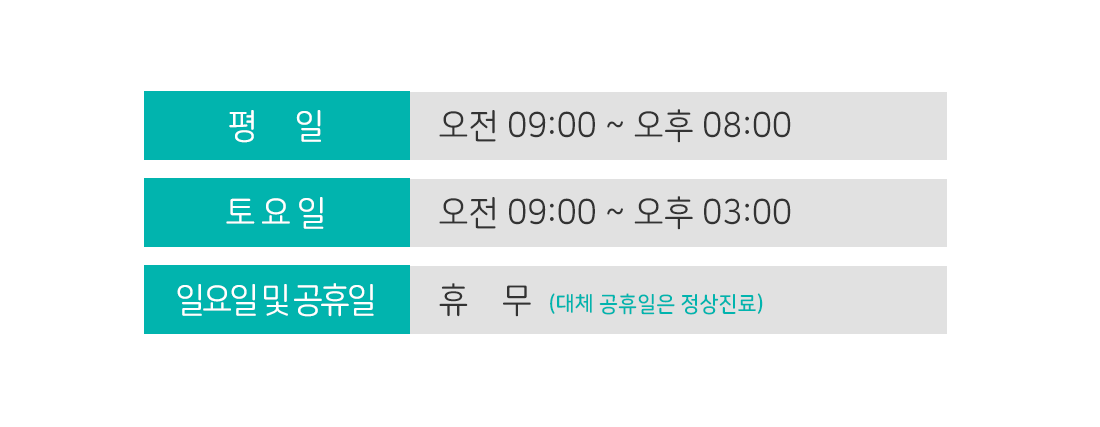 평 일 오전 09:00 ~ 오후 08:00
토 요 일 오전 09:00 ~ 오후 03:00
일요일 및 공휴일 휴 무 (대체 공휴일은 정상진료)